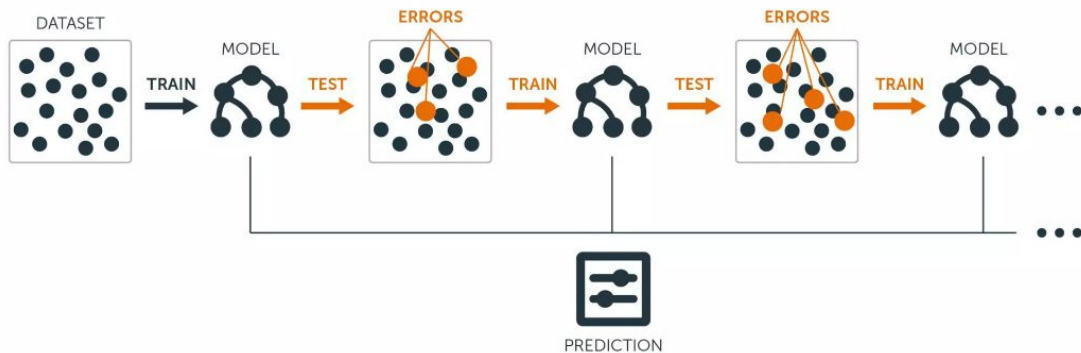 DATASET
ERRORS
ERRORS
MODEL
MODEL
MODEL
TRAIN
TEST
TRAIN
TEST
TRAIN
PREDICTION